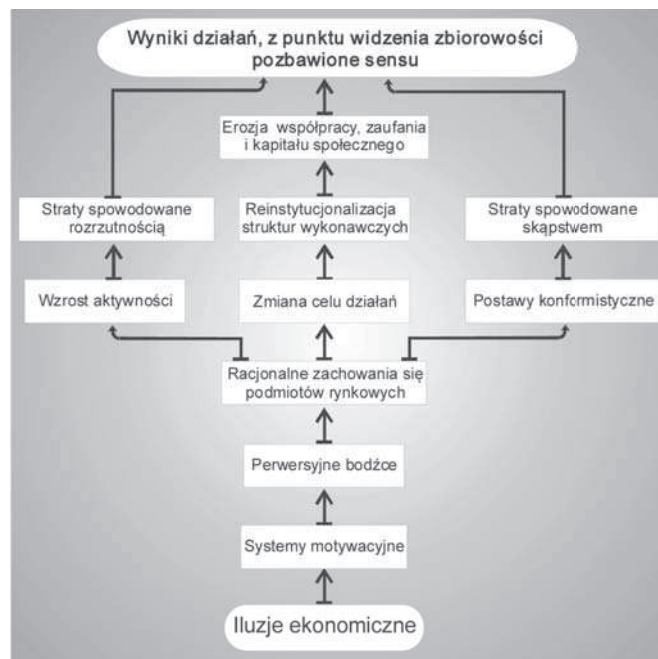 Wyniki działań, z punktu widzenia zbiorowości
pozbawione sensu
Erozja współpracy, zaufania
i kapitału społecznego
Straty spowodowane
rozrzutnością
Reinstytucjonalizacja
struktur wykonawczych
Straty spowodowane
skąpstwem
Wzrost aktywności
Zmiana celu działań
Postawy konformistyczne
Racjonalne zachowania się
podmiotów rynkowych
Perwersyjne bodźce
Systemy motywacyjne
Iluzje ekonomiczne